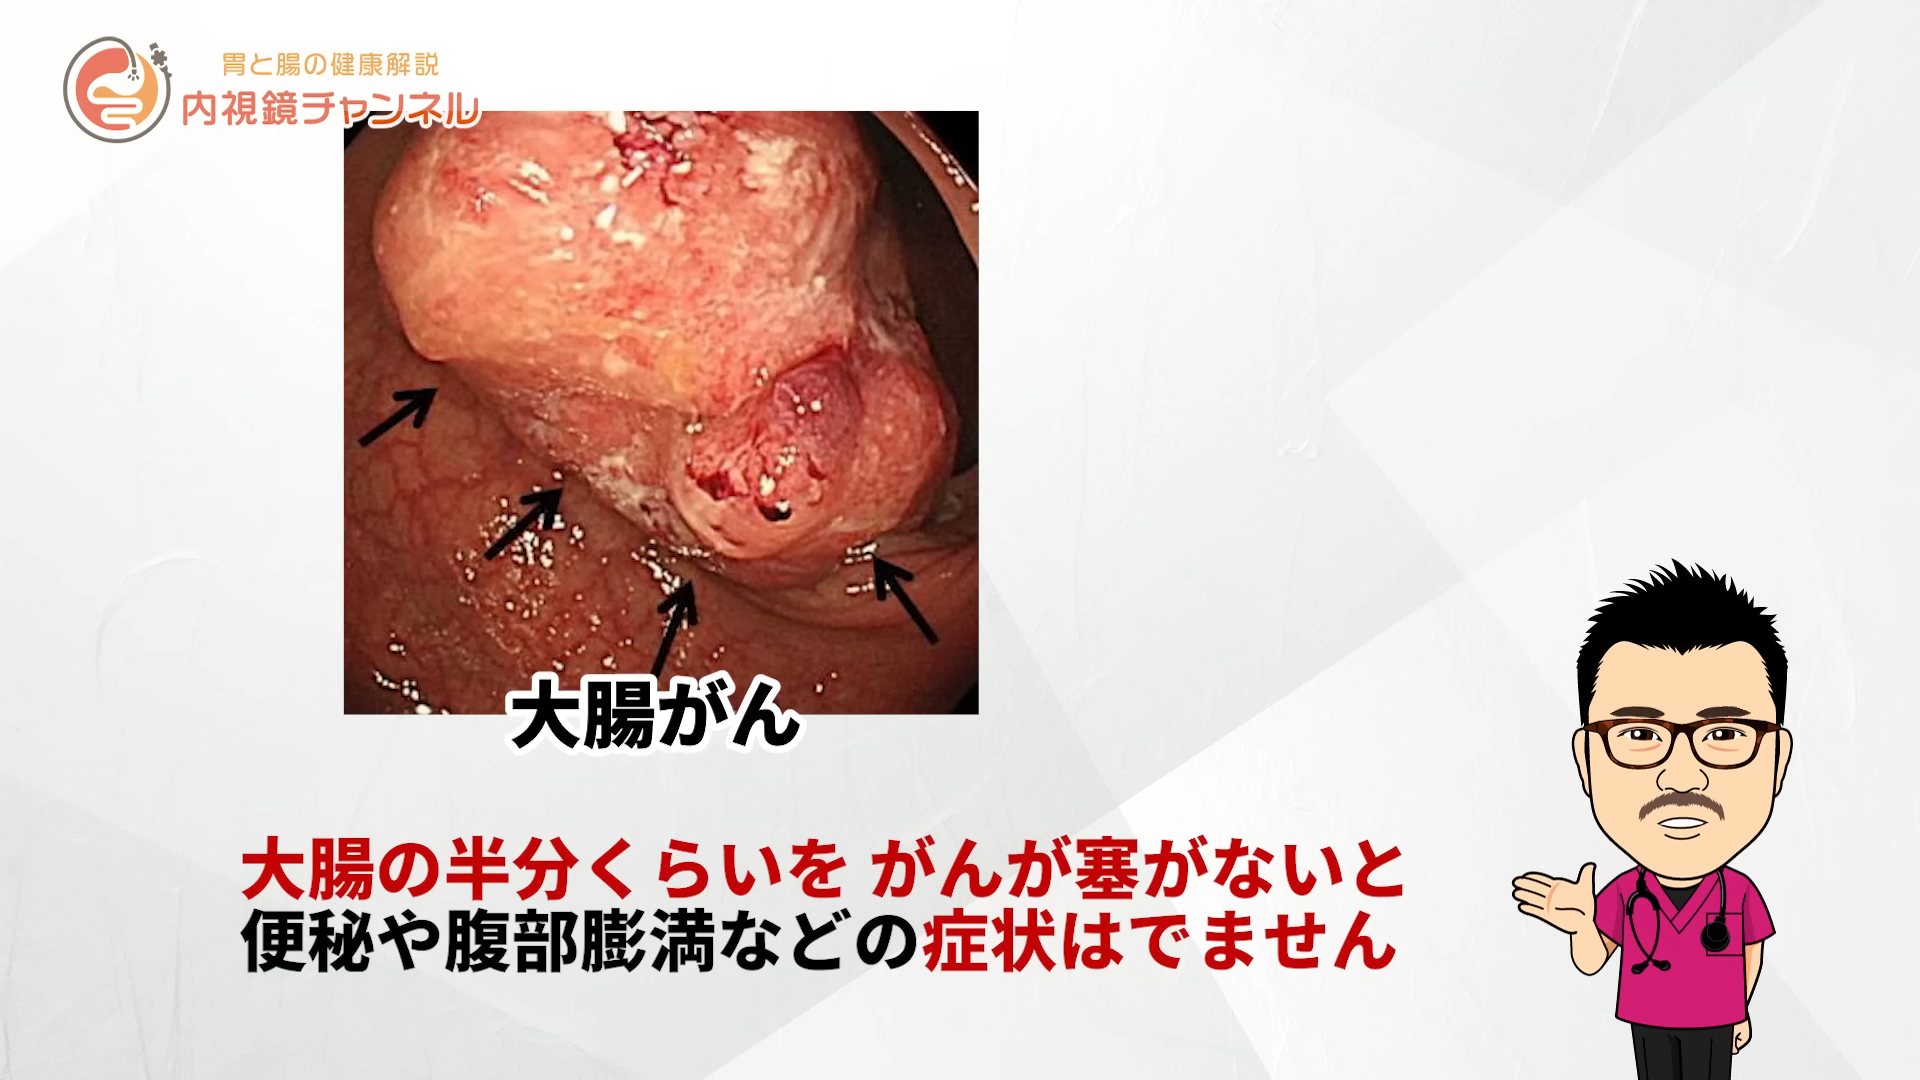 胃と腸の健康解説
内視鏡チャンネル
大腸がん
大腸の半分くらいを がんが塞がないと
便秘や腹部膨満などの症状はでません